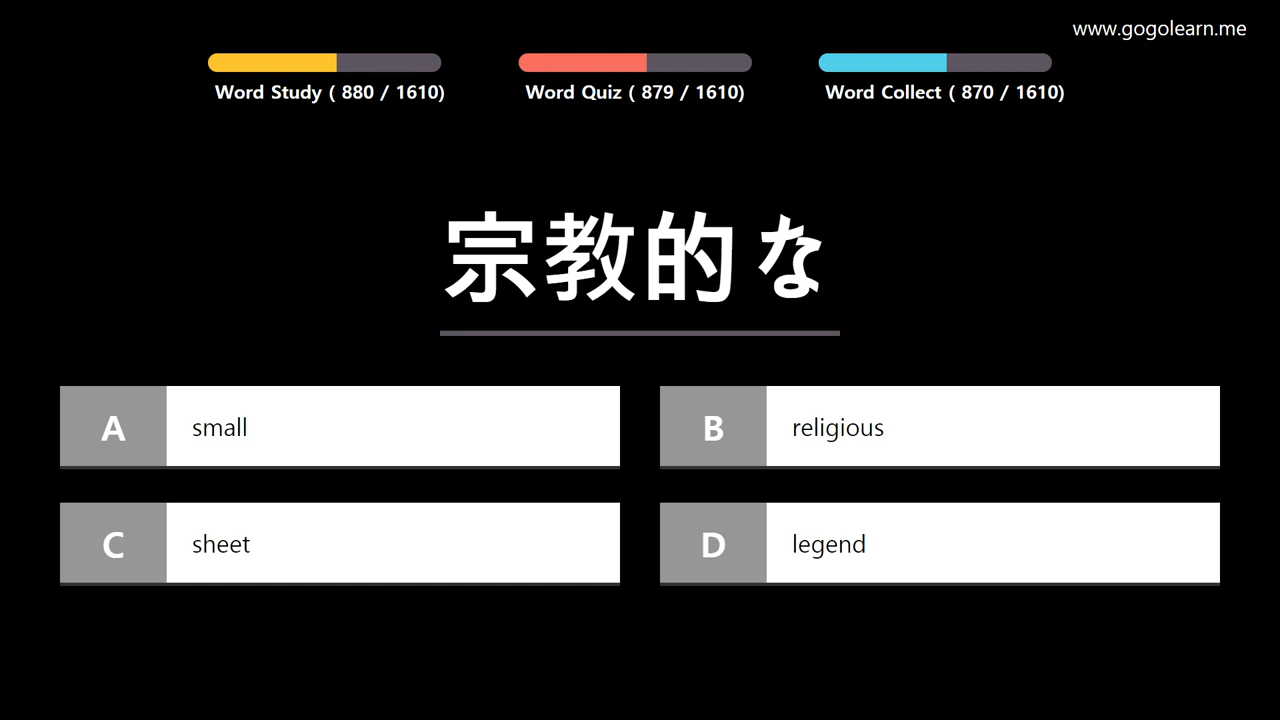 www.gogolearn.me
Word Study ( 880 / 1610)
Word Quiz ( 879 / 1610)
Word Collect ( 870 / 1610)
宗教的な
A small
B religious
C sheet
D legend